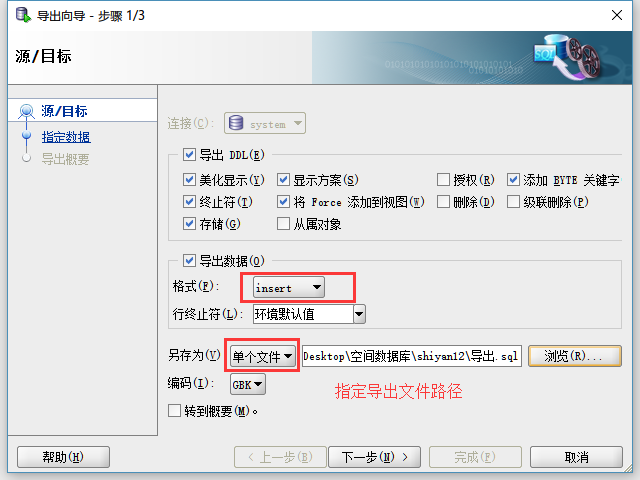 导出向导 - 步骤 1/3
源/目标
源/目标
指定数据
导出概要
连接(C): system
导出 DDL(E)
美化显示(Y) 显示方案(S) 授权(R) 添加 BYTE 关键字
终止符(T) 将 Force 添加到视图(W) 删除(D) 级联删除(P)
存储(G) 从属对象
导出数据(O)
格式(F): insert
行终止符(L): 环境默认值
另存为(V) 单个文件 Desktop\空间数据库\shiyan12\导出.sql 浏览(R)...
编码(I): GBK
指定导出文件路径
转到概要(M)。
帮助(H) < 上一步(B) 下一步(N) > 完成(F) 取消